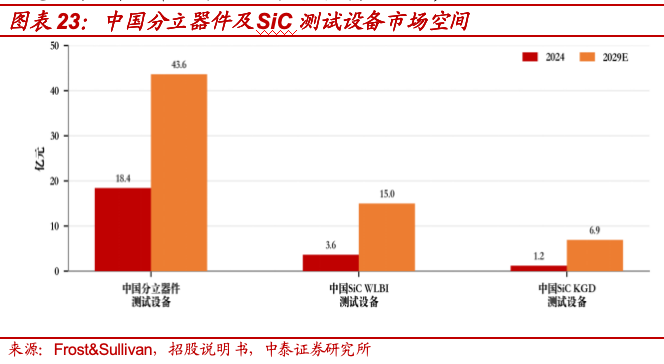 图表 23：中国分立器件及SiC 测试设备市场空间
2024
2029E
亿元
50
40
30
20
10
0
18.4
43.6
3.6
15.0
1.2
6.9
中国分立器件
测试设备
中国SiC WLBI
测试设备
中国SiC KGD
测试设备
来源：Frost&Sullivan，招股说明书，中泰证券研究所